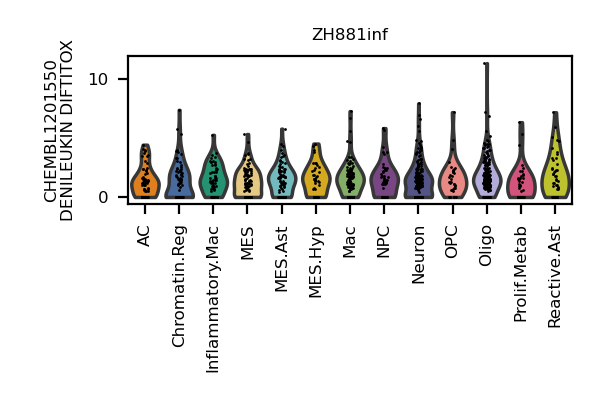 ZH881inf
CHEMBL1201550
DENILEUKIN DIFTITOX
10
0
AC
Chromatin.Reg
Inflammatory.Mac
MES
MES.Ast
MES.Hyp
Mac
NPC
Neuron
OPC
Oligo
Prolif.Metab
Reactive.Ast